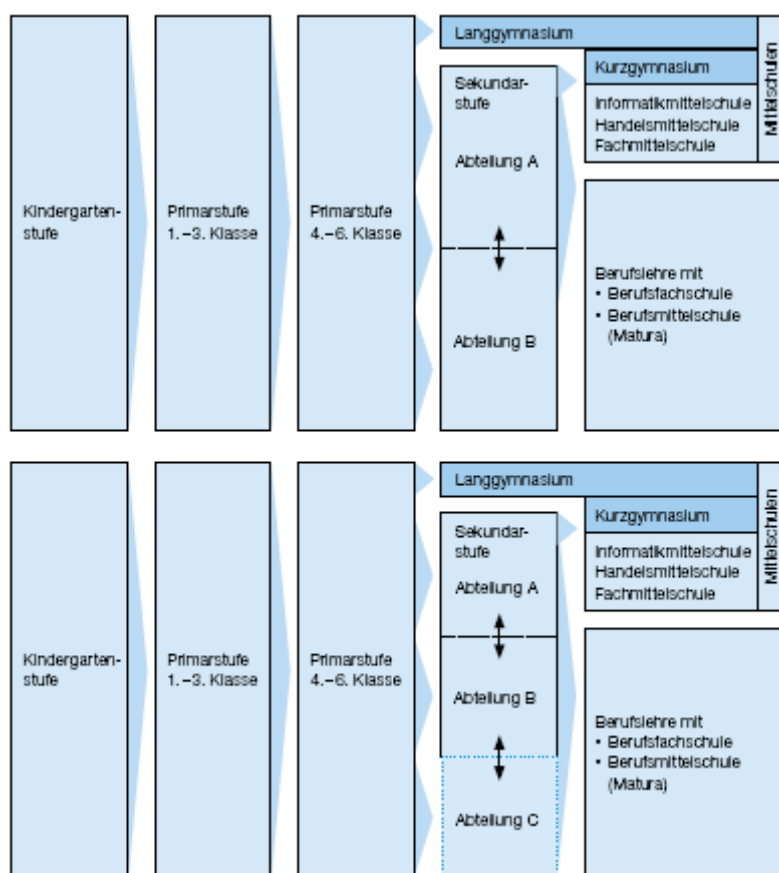 Langgymnasium
Kurzgymnasium
Informatikmittelschule
Handelsmittelschule
Fachmittelschule
Mittelschulen
Sekundar-
stufe
Abteilung A
Kindergarten-
stufe
Primarstufe
1.–3. Klasse
Primarstufe
4.–6. Klasse
Abteilung B
Berufslehre mit
• Berufsfachschule
• Berufsmittelschule
(Matura)
Langgymnasium
Kurzgymnasium
Informatikmittelschule
Handelsmittelschule
Fachmittelschule
Mittelschulen
Sekundar-
stufe
Abteilung A
Kindergarten-
stufe
Primarstufe
1.–3. Klasse
Primarstufe
4.–6. Klasse
Abteilung B
Abteilung C
Berufslehre mit
• Berufsfachschule
• Berufsmittelschule
(Matura)